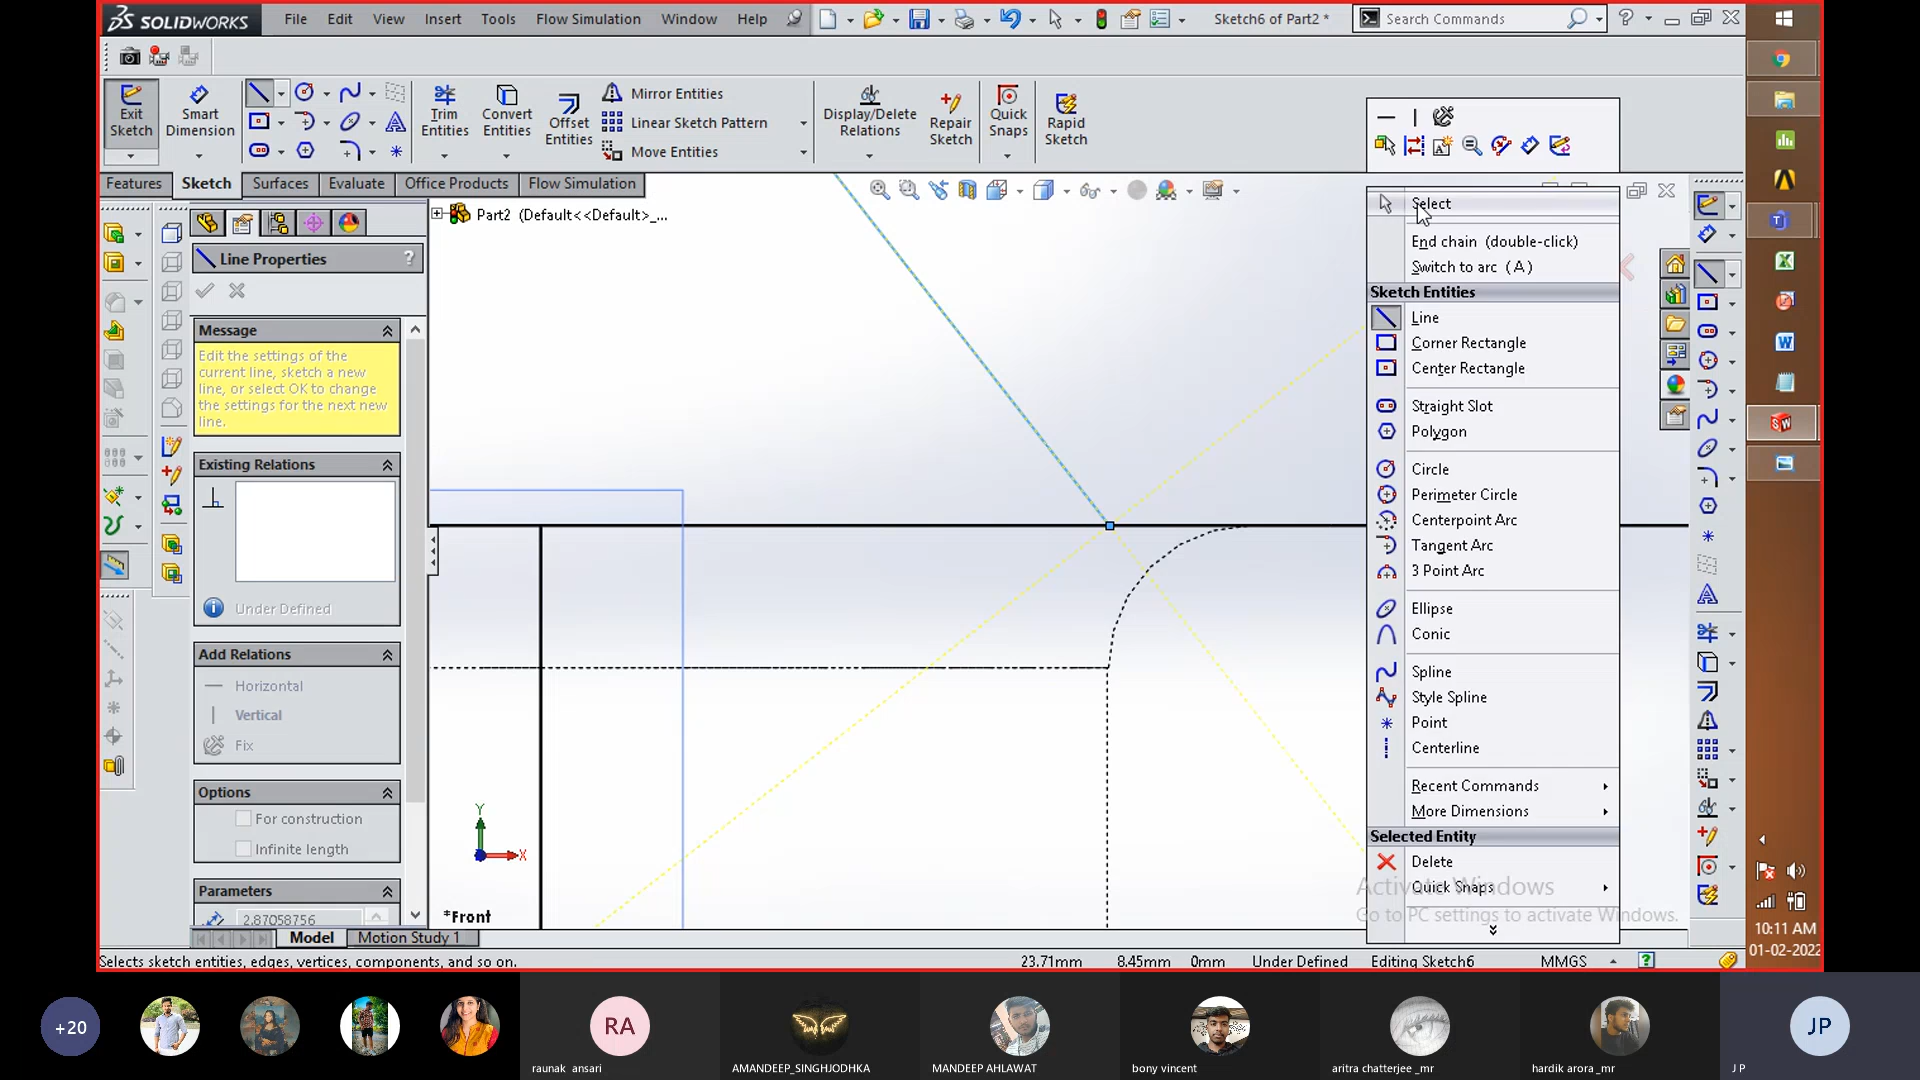 SOLIDWORKS
File Edit View Insert Tools Flow Simulation Window Help
Sketch6 of Part2 *
Search Commands
Exit Sketch
Smart Dimension
Trim Entities
Convert Entities
Offset Entities
Mirror Entities
Linear Sketch Pattern
Move Entities
Display/Delete Relations
Repair Sketch
Quick Snaps
Rapid Sketch
Features Sketch Surfaces Evaluate Office Products Flow Simulation
Part2 (Default<<Default>_...
Line Properties ?
Message
Edit the settings of the
current line, sketch a new
line, or select OK to change
the settings for the next new
line.
Existing Relations
Under Defined
Add Relations
Horizontal
Vertical
Fix
Options
For construction
Infinite length
Parameters
2.87058756
Y
X
*Front
Model Motion Study 1
Select
End chain (double-click)
Switch to arc (A)
Sketch Entities
Line
Corner Rectangle
Center Rectangle
Straight Slot
Polygon
Circle
Perimeter Circle
Centerpoint Arc
Tangent Arc
3 Point Arc
Ellipse
Conic
Spline
Style Spline
Point
Centerline
Recent Commands
More Dimensions
Selected Entity
Delete
Quick Snaps
Activate Windows
Go to PC settings to activate Windows.
Selects sketch entities, edges, vertices, components, and so on.
23.71mm 8.45mm 0mm Under Defined Editing Sketch6 MMGS
10:11 AM
01-02-2022
+20
RA
JP
raunak ansari
AMANDEEP_SINGHJODHKA
MANDEEP AHLAWAT
bony vincent
aritra chatterjee _mr
hardik arora _mr
J P